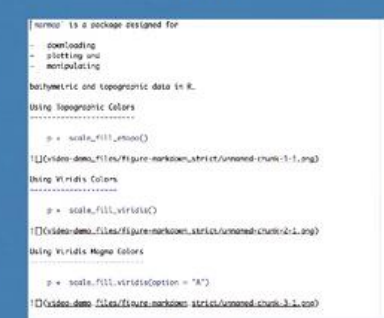 `marmap` is a package designed for
-   downloading
-   plotting and
-   manipulating
bathymetric and topographic data in R.
Using Topographic Colors
------------------------
p + scale_fill_etopo()
![](video-demo_files/figure-markdown_strict/unnamed-chunk-1-1.png)
Using Viridis Colors
--------------------
p + scale_fill_viridis()
![](video-demo_files/figure-markdown_strict/unnamed-chunk-2-1.png)
Using Viridis Magma Colors
--------------------------
p + scale_fill_viridis(option = "A")
![](video-demo_files/figure-markdown_strict/unnamed-chunk-3-1.png)